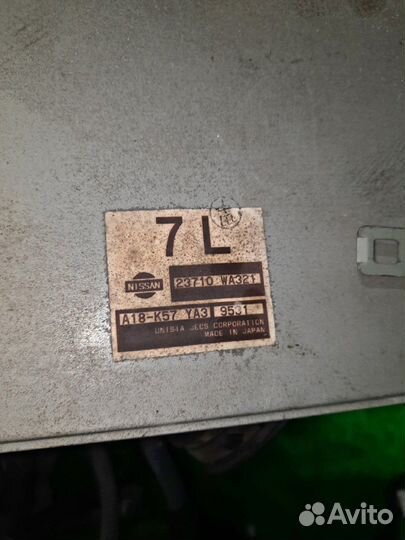 7L
NISSAN
23710 WA321
A18-K57 YA3 9531
UNISIA JECS CORPORATION
MADE IN JAPAN
Avito